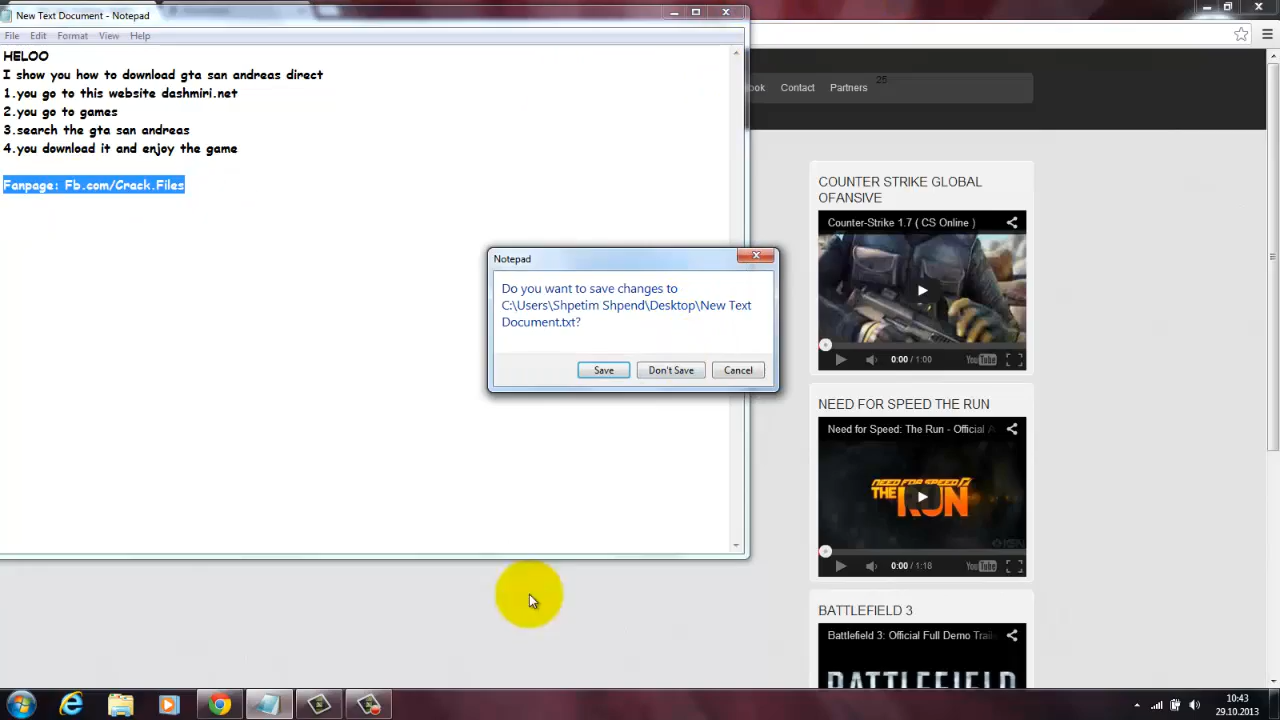 New Text Document - Notepad
File Edit Format View Help
HELOO
I show you how to download gta san andreas direct
1.you go to this website dashmiri.net
2.you go to games
3.search the gta san andreas
4.you download it and enjoy the game
Fanpage: Fb.com/Crack.Files
Notepad
Do you want to save changes to
C:\Users\Shpetim Shpend\Desktop\New Text
Document.txt?
Save Don't Save Cancel
ook Contact Partners
25
COUNTER STRIKE GLOBAL
OFANSIVE
Counter-Strike 1.7 ( CS Online )
0:00 / 1:00 YouTube
NEED FOR SPEED THE RUN
Need for Speed: The Run - Official
NEED FOR SPEED
THE RUN
0:00 / 1:18 YouTube
BATTLEFIELD 3
Battlefield 3: Official Full Demo Trail
BATTLEFIELD
10:43
29.10.2013